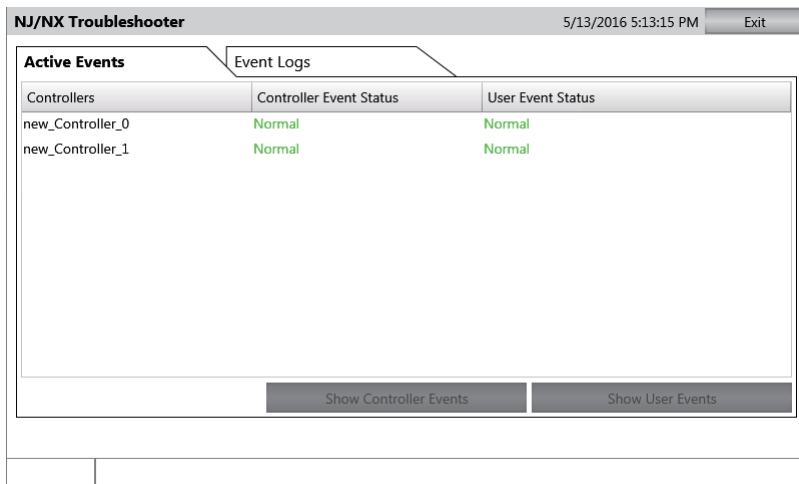 NJ/NX Troubleshooter 5/13/2016 5:13:15 PM Exit
Active Events Event Logs
Controllers Controller Event Status User Event Status
new_Controller_0 Normal Normal
new_Controller_1 Normal Normal
Show Controller Events Show User Events